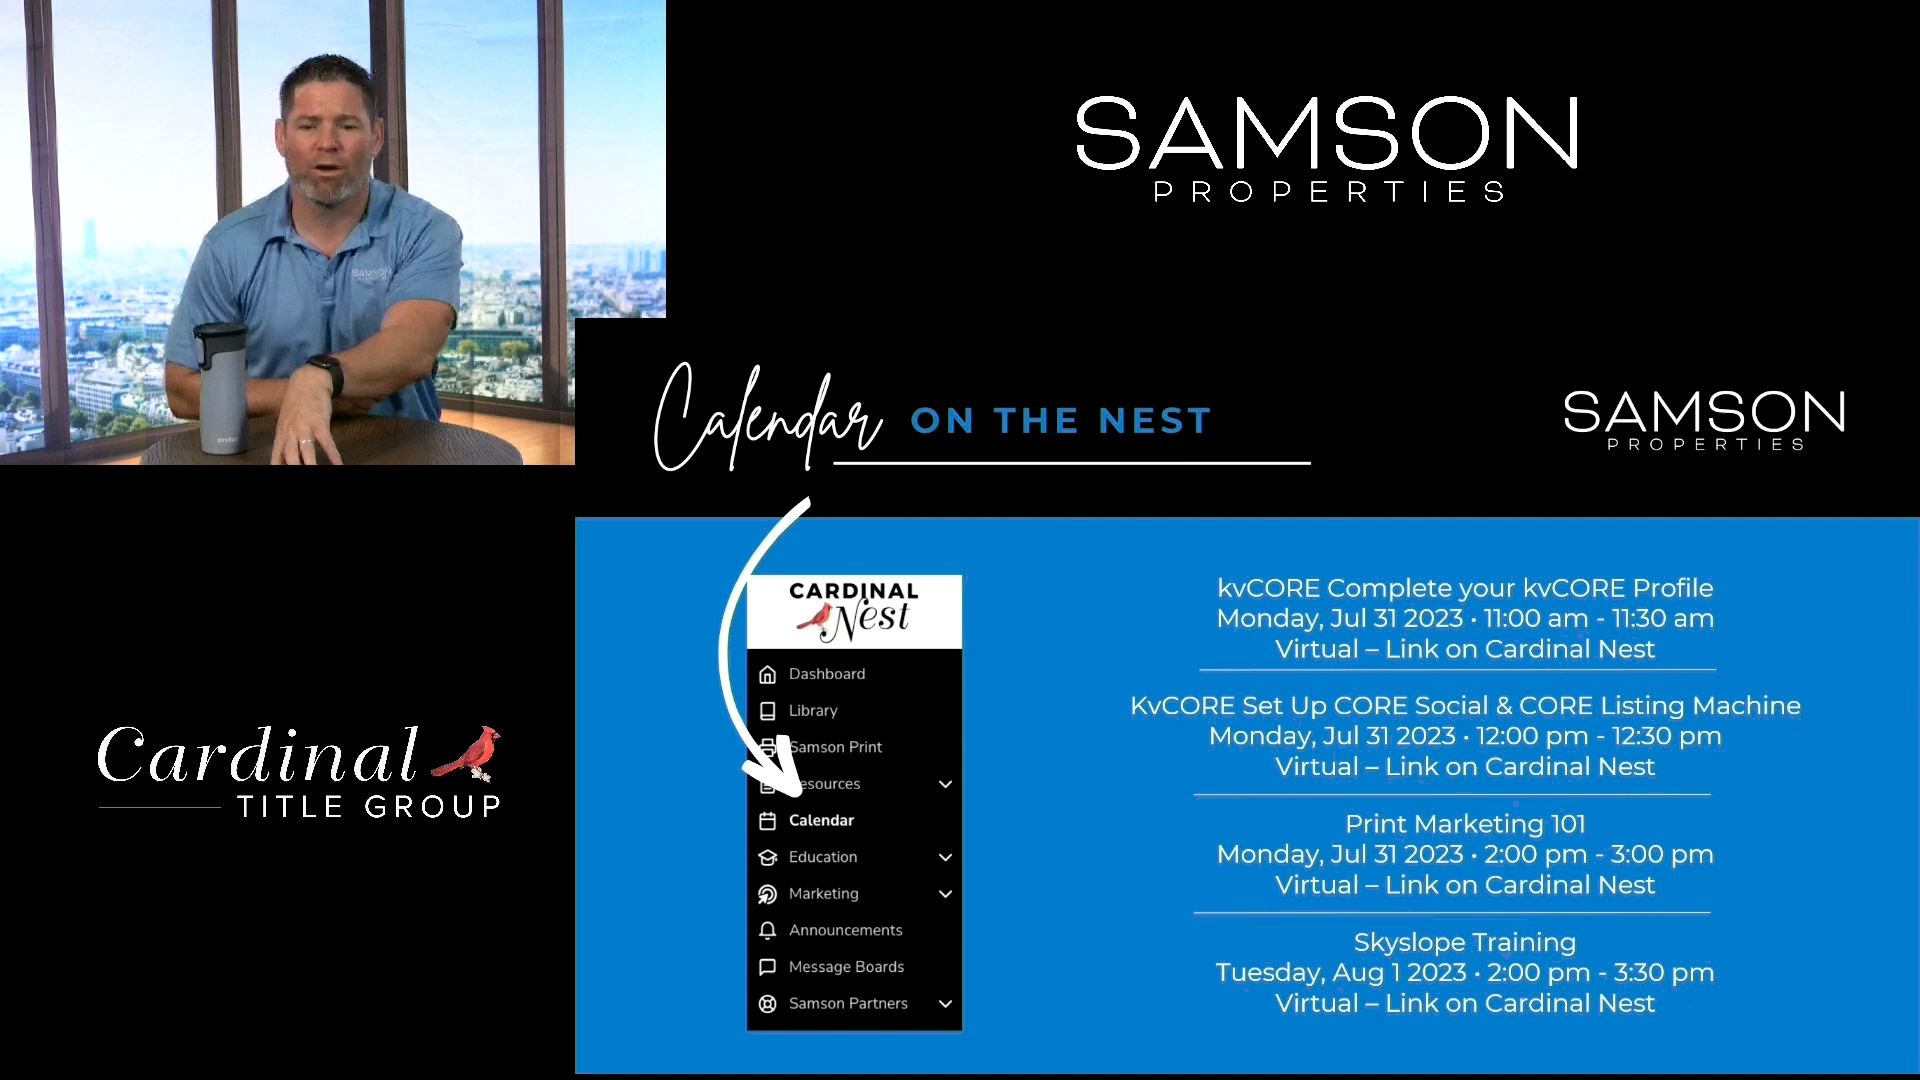 SAMSON
PROPERTIES
SAMSON
Calendar ON THE NEST
SAMSON
PROPERTIES
CARDINAL
Nest
Dashboard
Library
Samson Print
esources
Calendar
Education
Marketing
Announcements
Message Boards
Samson Partners
kvCORE Complete your kvCORE Profile
Monday, Jul 31 2023 • 11:00 am - 11:30 am
Virtual – Link on Cardinal Nest
KvCORE Set Up CORE Social & CORE Listing Machine
Monday, Jul 31 2023 • 12:00 pm - 12:30 pm
Virtual – Link on Cardinal Nest
Print Marketing 101
Monday, Jul 31 2023 • 2:00 pm - 3:00 pm
Virtual – Link on Cardinal Nest
Skyslope Training
Tuesday, Aug 1 2023 • 2:00 pm - 3:30 pm
Virtual – Link on Cardinal Nest
Cardinal
TITLE GROUP